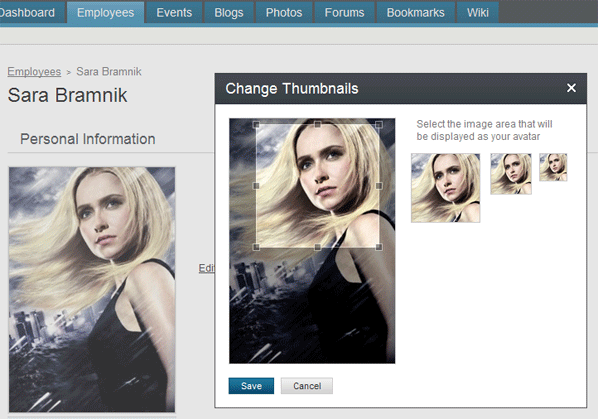 Dashboard Employees Events Blogs Photos Forums Bookmarks Wiki
Employees > Sara Bramnik
Sara Bramnik
Personal Information
Change Thumbnails
Select the image area that will
be displayed as your avatar
Save Cancel